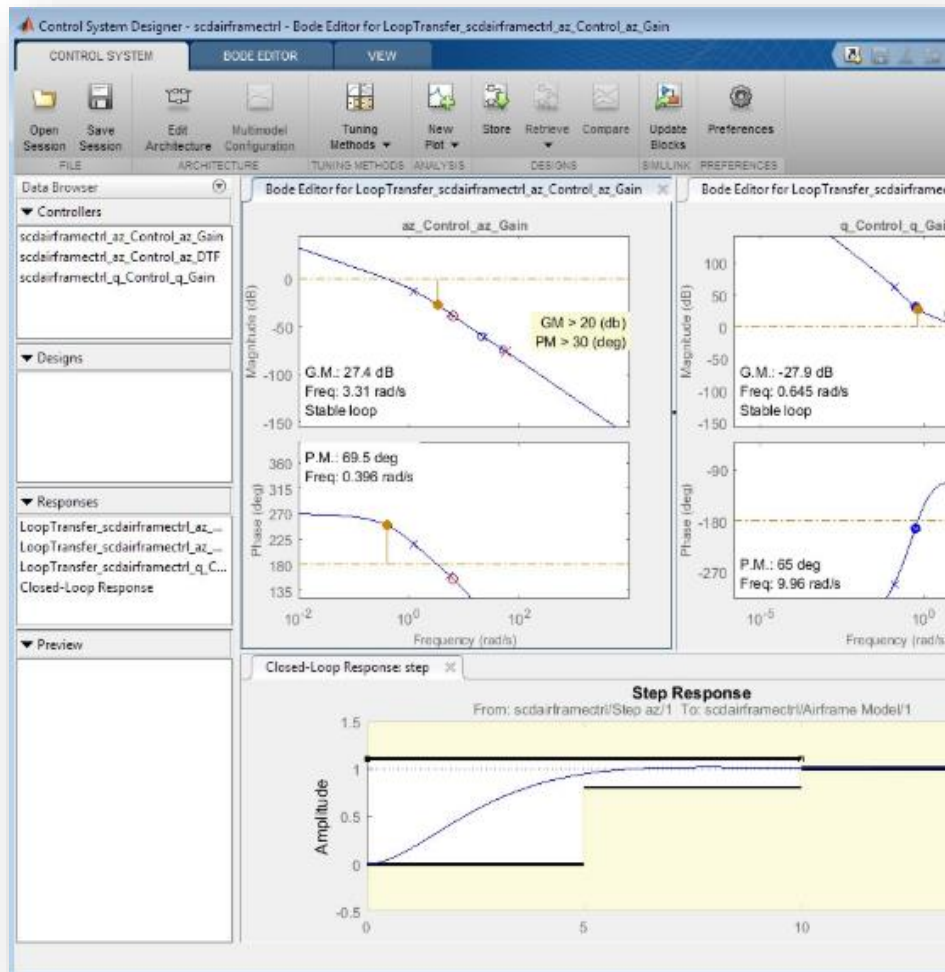 Control System Designer - scdairframectrl - Bode Editor for LoopTransfer_scdairframectrl_az_Control_az_Gain
CONTROL SYSTEM BODE EDITOR VIEW
Open Session Save Session Edit Architecture Multimodel Configuration Tuning Methods New Plot Store Retrieve Compare Update Blocks Preferences
FILE ARCHITECTURE TUNING METHODS ANALYSIS DESIGNS SIMULINK PREFERENCES
Data Browser
Controllers
scdairframectrl_az_Control_az_Gain
scdairframectrl_az_Control_az_DTF
scdairframectrl_q_Control_q_Gain
Designs
Responses
LoopTransfer_scdairframectrl_az_...
LoopTransfer_scdairframectrl_az_...
LoopTransfer_scdairframectrl_q_C...
Closed-Loop Response
Preview
Bode Editor for LoopTransfer_scdairframectrl_az_Control_az_Gain
az_Control_az_Gain
Magnitude (dB)
0
-50
-100
-150
GM > 20 (db)
PM > 30 (deg)
G.M.: 27.4 dB
Freq: 3.31 rad/s
Stable loop
Phase (deg)
360
315
270
225
180
135
P.M.: 69.5 deg
Freq: 0.396 rad/s
10^-2 10^0 10^2
Frequency (rad/s)
Bode Editor for LoopTransfer_scdairframec
q_Control_q_Gai
Magnitude (dB)
100
50
0
-50
-100
-150
G.M.: -27.9 dB
Freq: 0.645 rad/s
Stable loop
Phase (deg)
-90
-180
-270
P.M.: 65 deg
Freq: 9.96 rad/s
10^-5 10^0
Frequency (rad/s
Closed-Loop Response: step
Step Response
From: scdairframectrl/Step az/1 To: scdairframectrl/Airframe Model/1
Amplitude
1.5
1
0.5
0
-0.5
0 5 10